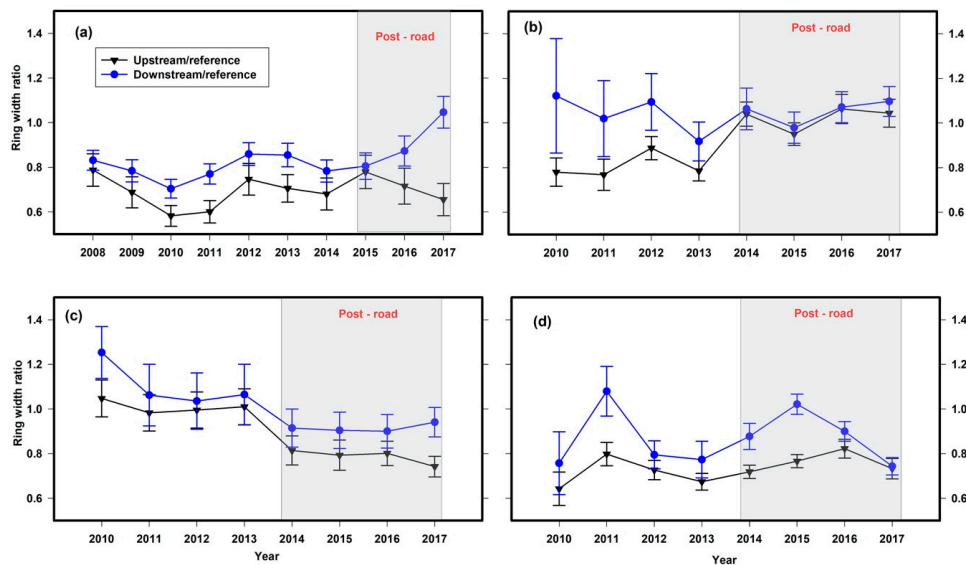 (a)
Post - road
Upstream/reference
Downstream/reference
Ring width ratio
1.4
1.2
1.0
0.8
0.6
2008 2009 2010 2011 2012 2013 2014 2015 2016 2017
(b)
Post - road
1.4
1.2
1.0
0.8
0.6
2010 2011 2012 2013 2014 2015 2016 2017
(c)
Post - road
Ring width ratio
1.4
1.2
1.0
0.8
0.6
2010 2011 2012 2013 2014 2015 2016 2017
Year
(d)
Post - road
1.4
1.2
1.0
0.8
0.6
2010 2011 2012 2013 2014 2015 2016 2017
Year